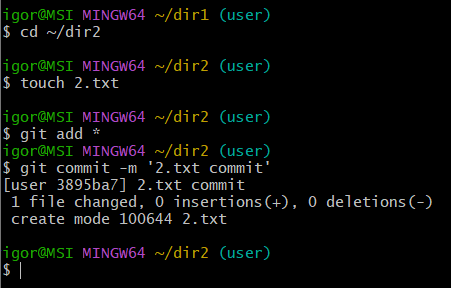 igor@MSI MINGW64 ~/dir1 (user)
$ cd ~/dir2
igor@MSI MINGW64 ~/dir2 (user)
$ touch 2.txt
igor@MSI MINGW64 ~/dir2 (user)
$ git add *
igor@MSI MINGW64 ~/dir2 (user)
$ git commit -m '2.txt commit'
[user 3895ba7] 2.txt commit
 1 file changed, 0 insertions(+), 0 deletions(-)
 create mode 100644 2.txt
igor@MSI MINGW64 ~/dir2 (user)
$